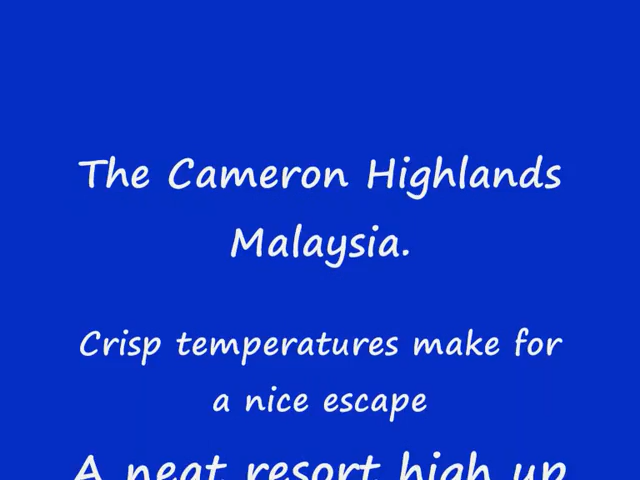 The Cameron Highlands
Malaysia.
Crisp temperatures make for
a nice escape
A neat resort high up